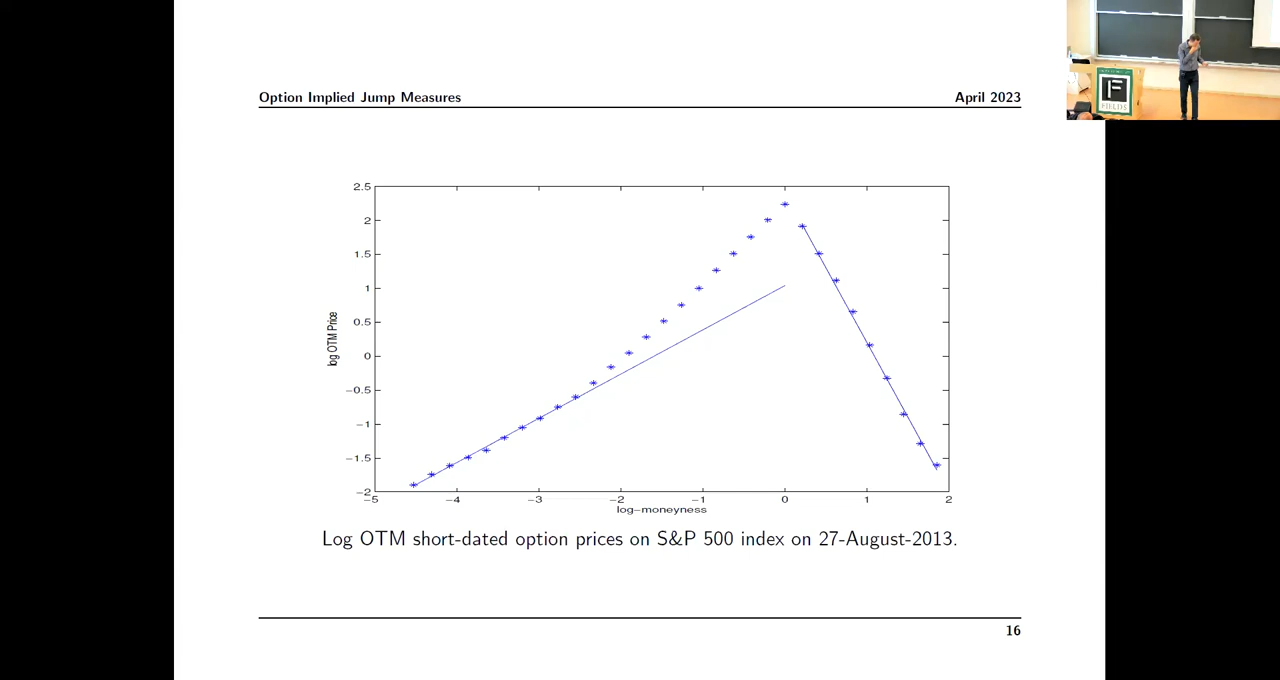 Option Implied Jump Measures April 2023
2.5
2
1.5
1
0.5
0
−0.5
−1
−1.5
−2
log OTM Price
−5 −4 −3 −2 −1 0 1 2
log−moneyness
Log OTM short-dated option prices on S&P 500 index on 27-August-2013.
16
FIELDS